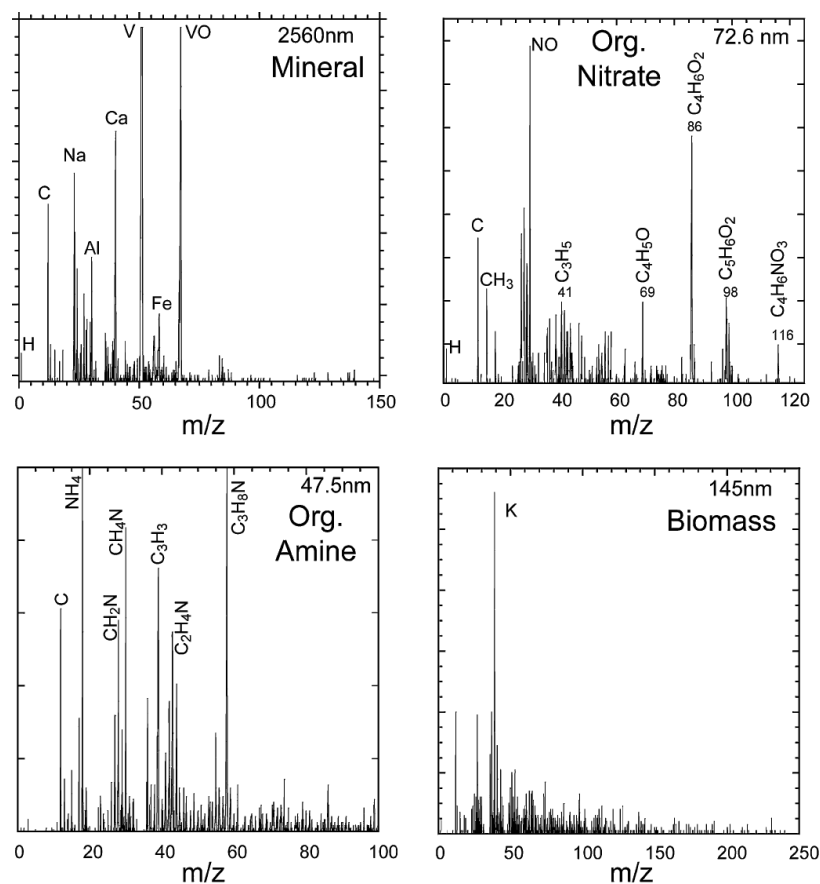 V VO 2560nm
Mineral
Ca
Na
C
Al
Fe
H
0 50 100 150
m/z
NO Org. 72.6 nm
Nitrate
C₄H₆O₂
86
C
CH₃
C₃H₅
41
C₄H₅O
69
C₅H₆O₂
98
C₄H₆NO₃
116
H
0 20 40 60 80 100 120
m/z
NH₄ 47.5nm
Org.
Amine
C₃H₈N
CH₄N
C₃H₃
C
CH₂N
C₂H₄N
0 20 40 60 80 100
m/z
145nm
K Biomass
0 50 100 150 200 250
m/z